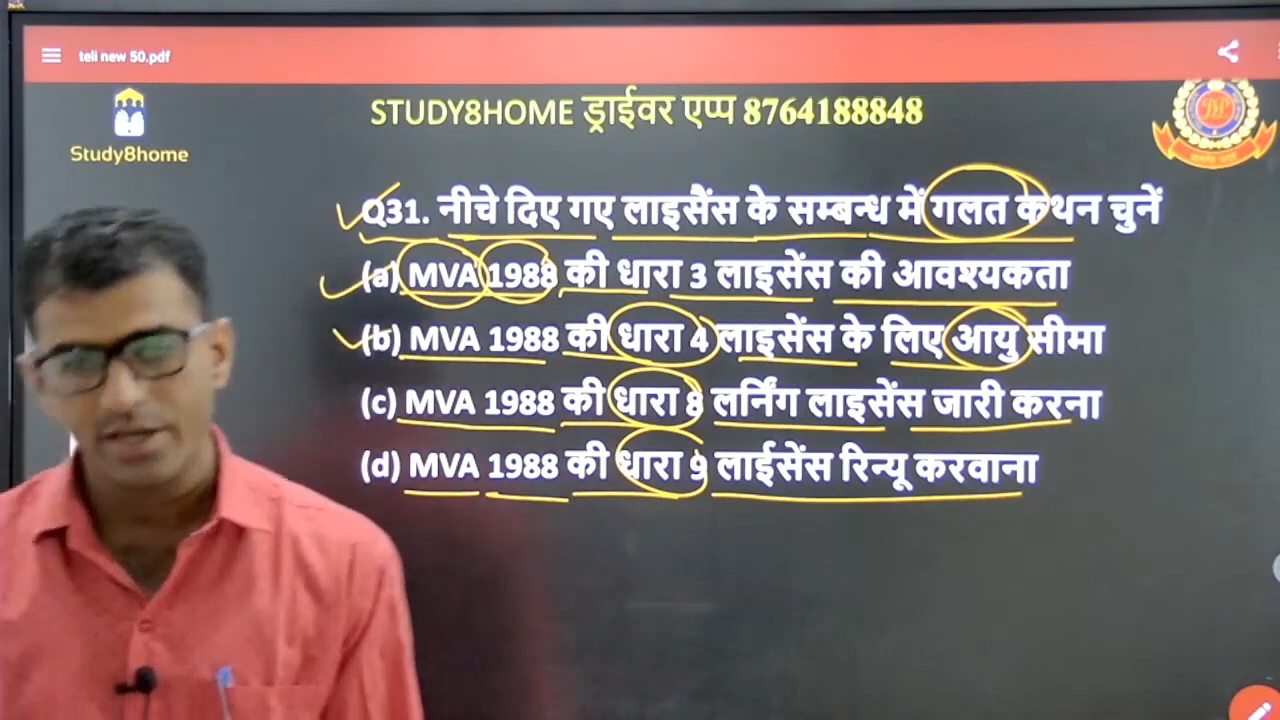 teli new 50.pdf
STUDY8HOME ड्राईवर एप्प 8764188848
Study8home
DP
Q31. नीचे दिए गए लाइसैंस के सम्बन्ध में गलत कथन चुनें
(a) MVA 1988 की धारा 3 लाइसेंस की आवश्यकता
(b) MVA 1988 की धारा 4 लाइसेंस के लिए आयु सीमा
(c) MVA 1988 की धारा 8 लर्निंग लाइसेंस जारी करना
(d) MVA 1988 की धारा 9 लाईसेंस रिन्यू करवाना